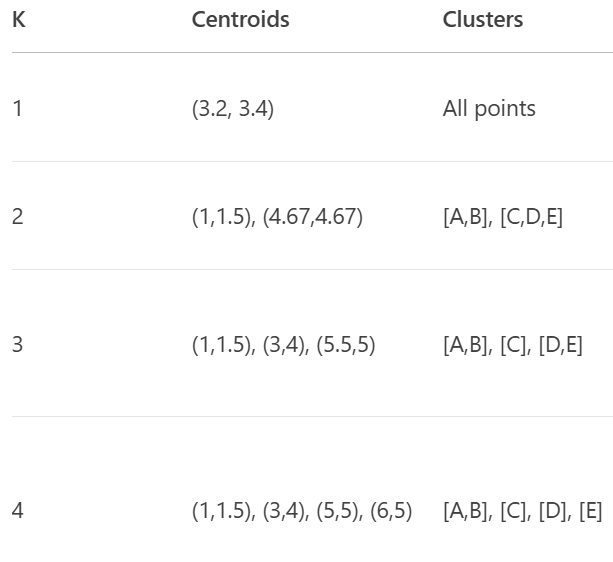 K Centroids Clusters
1 (3.2, 3.4) All points
2 (1,1.5), (4.67,4.67) [A,B], [C,D,E]
3 (1,1.5), (3,4), (5.5,5) [A,B], [C], [D,E]
4 (1,1.5), (3,4), (5,5), (6,5) [A,B], [C], [D], [E]